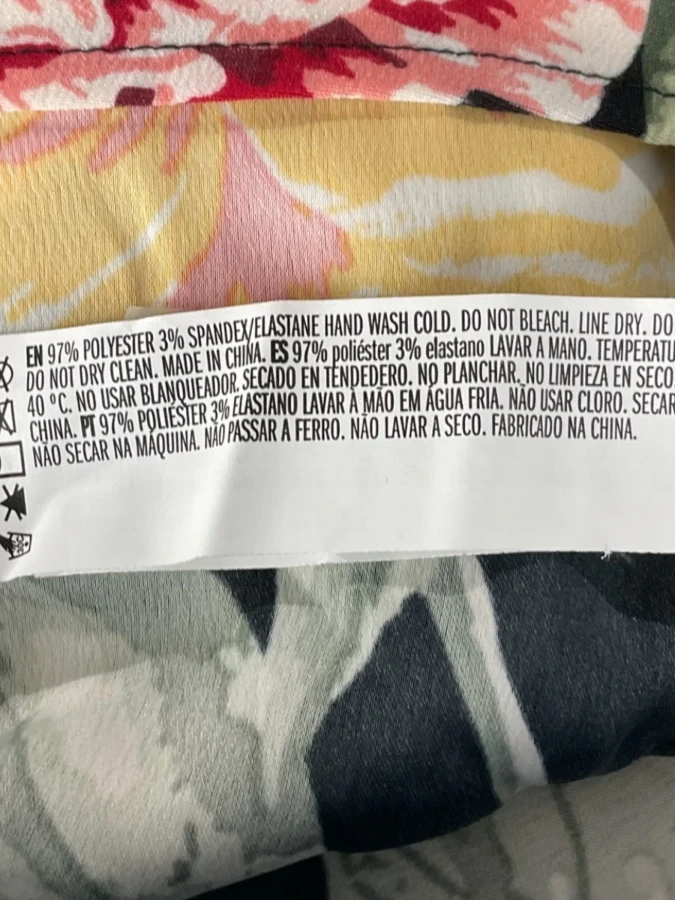 EN 97% POLYESTER 3% SPANDEX/ELASTANE HAND WASH COLD. DO NOT BLEACH. LINE DRY. DO
DO NOT DRY CLEAN. MADE IN CHINA. ES 97% poliéster 3% elastano LAVAR A MANO. TEMPERATU
40 ºC. NO USAR BLANQUEADOR. SECADO EN TENDEDERO. NO PLANCHAR. NO LIMPIEZA EN SECO
CHINA. PT 97% POLIÉSTER 3% ELASTANO LAVAR À MÃO EM ÁGUA FRIA. NÃO USAR CLORO. SECAR
NÃO SECAR NA MÁQUINA. NÃO PASSAR A FERRO. NÃO LAVAR A SECO. FABRICADO NA CHINA.